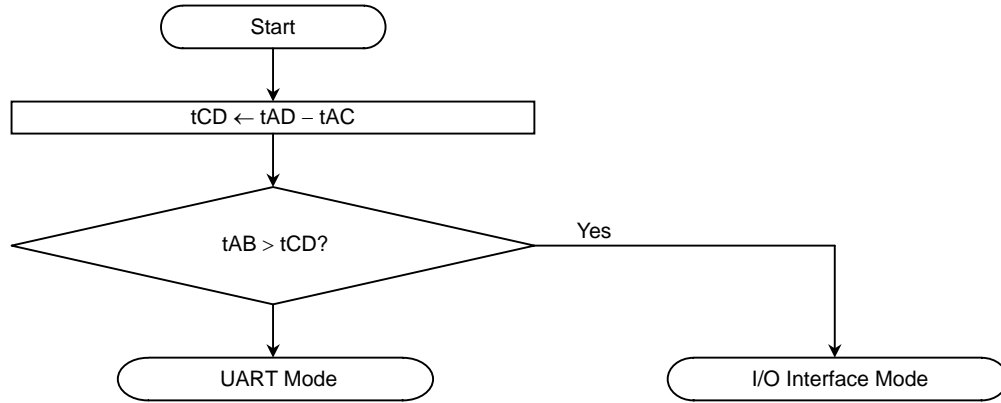 Start
tCD ← tAD − tAC
tAB > tCD?
Yes
UART Mode
I/O Interface Mode